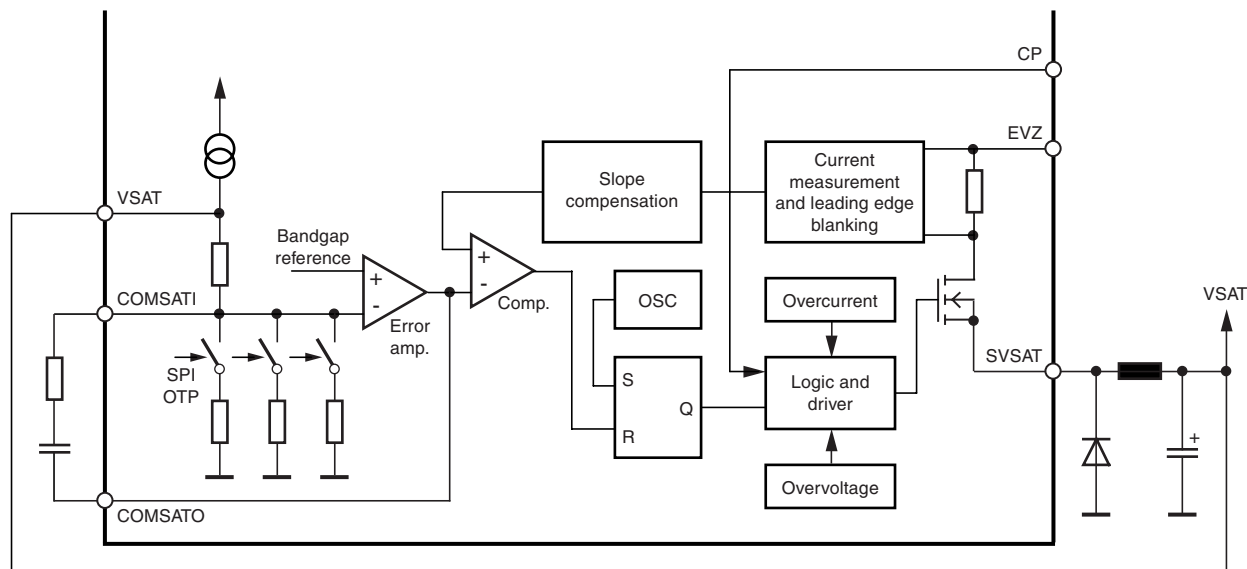 CP
EVZ
Slope
compensation
Current
measurement
and leading edge
blanking
VSAT
Bandgap
reference
+
-
Error
amp.
+
-
Comp.
OSC
Overcurrent
VSAT
COMSATI
SPI
OTP
S
Q
R
Logic and
driver
SVSAT
+
Overvoltage
COMSATO